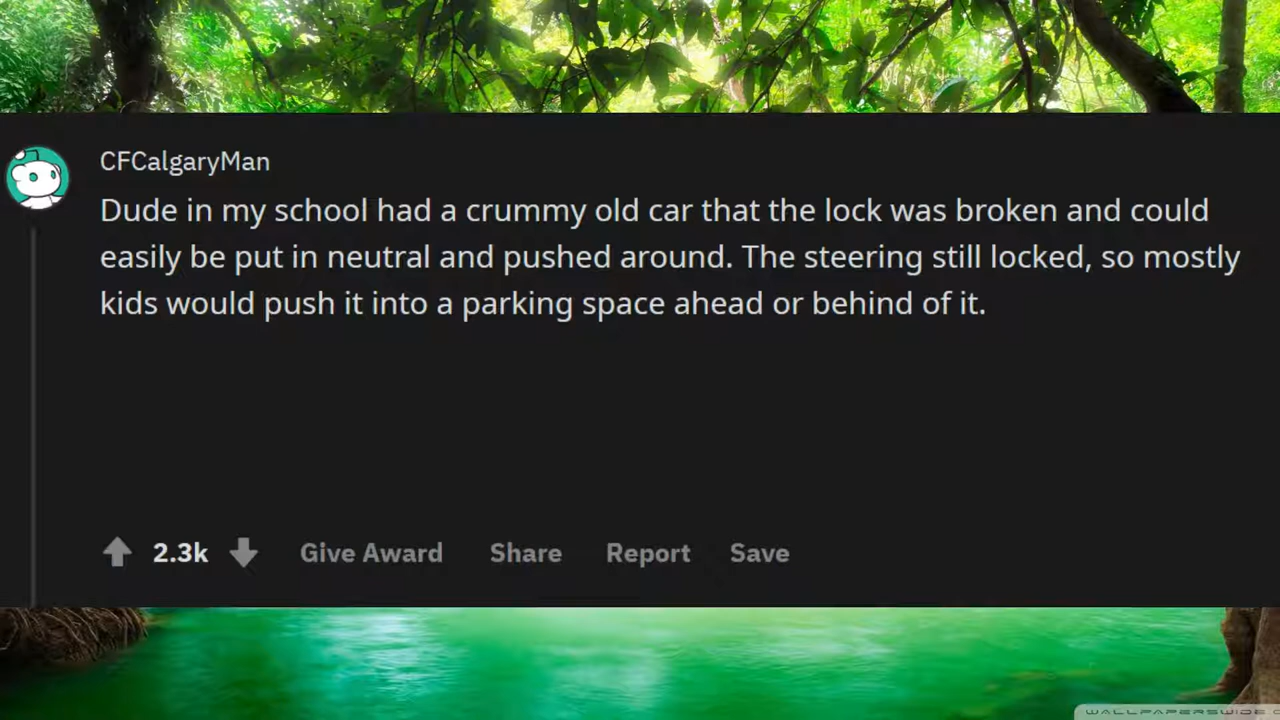 CFCalgaryMan
Dude in my school had a crummy old car that the lock was broken and could
easily be put in neutral and pushed around. The steering still locked, so mostly
kids would push it into a parking space ahead or behind of it.
2.3k Give Award Share Report Save